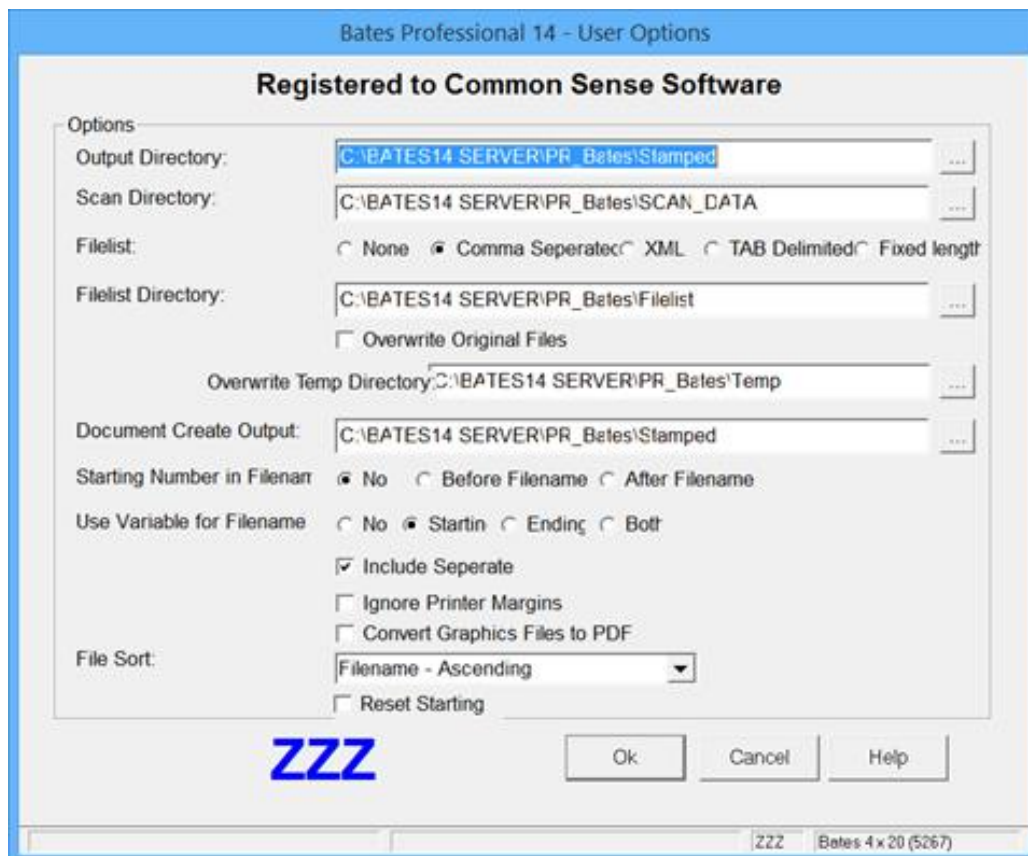 Bates Professional 14 - User Options
Registered to Common Sense Software
Options
Output Directory: C:\BATES14 SERVER\PR_Bates\Stamped ...
Scan Directory: C:\BATES14 SERVER\PR_Bates\SCAN_DATA ...
Filelist: None Comma Seperated XML TAB Delimited Fixed length
Filelist Directory: C:\BATES14 SERVER\PR_Bates\Filelist ...
Overwrite Original Files
Overwrite Temp Directory: C:\BATES14 SERVER\PR_Bates\Temp ...
Document Create Output: C:\BATES14 SERVER\PR_Bates\Stamped ...
Starting Number in Filenam No Before Filename After Filename
Use Variable for Filename No Startin Ending Both
Include Seperate
Ignore Printer Margins
Convert Graphics Files to PDF
File Sort: Filename - Ascending
Reset Starting
ZZZ Ok Cancel Help
ZZZ Bates 4 x 20 (5267)